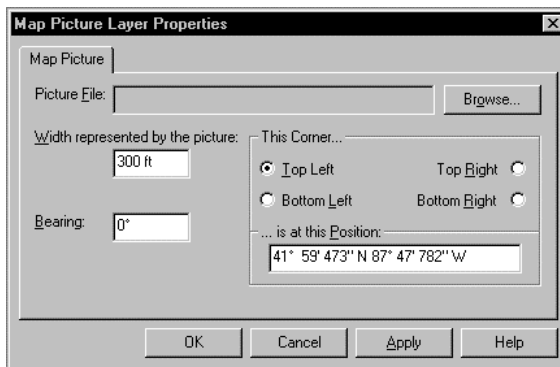 Map Picture Layer Properties
Map Picture
Picture File:
Browse...
Width represented by the picture:
300 ft
Bearing:
0°
This Corner...
Top Left
Top Right
Bottom Left
Bottom Right
... is at this Position:
41° 59' 473" N 87° 47' 782" W
OK
Cancel
Apply
Help